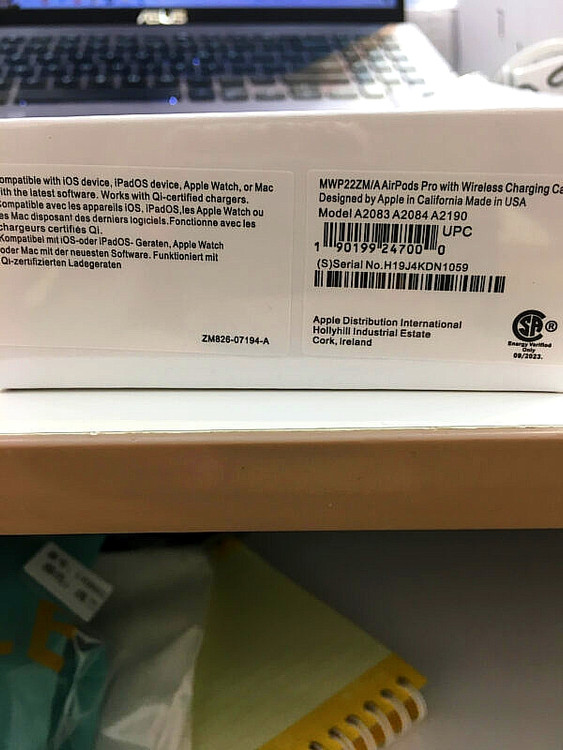 ASUS
ompatible with iOS device, iPadOS device, Apple Watch, or Mac
ith the latest software. Works with Qi-certified chargers.
Compatible avec les appareils iOS, iPadOS,les Apple Watch ou
es Mac disposant des derniers logiciels.Fonctionne avec les
chargeurs certifiés Qi.
Kompatibel mit iOS-oder iPadOS- Geraten, Apple Watch
oder Mac mit der neuesten Software. Funktioniert mit
Qi-zertifizierten Ladegeraten
ZM826-07194-A
MWP22ZM/AAirPods Pro with Wireless Charging Ca
Designed by Apple in California Made in USA
Model A2083 A2084 A2190
UPC
1 90199 24700 0
(S)Serial No.H19J4KDN1059
Apple Distribution International
Hollyhill Industrial Estate
Cork, Ireland
SA ®
Energy Verified
Only
09/2023.